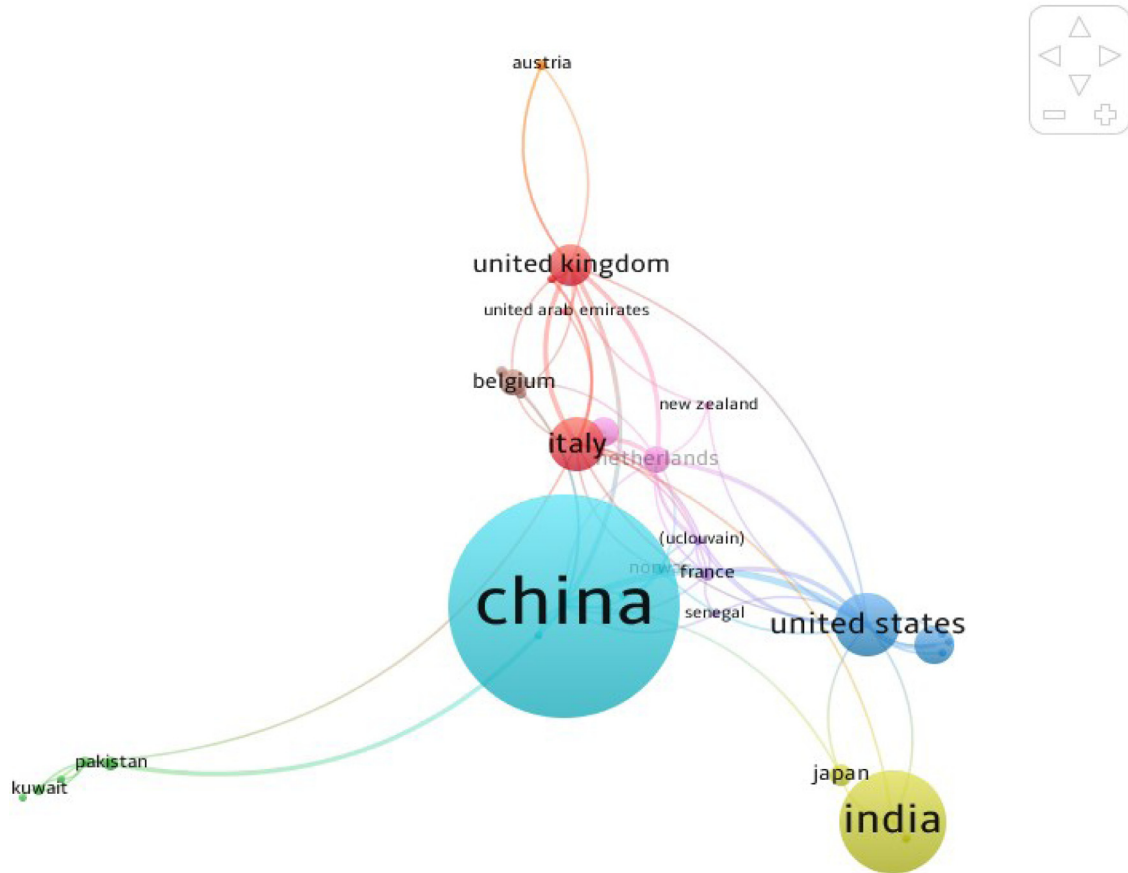 austria
united kingdom
united arab emirates
belgium
new zealand
italy
netherlands
(uclouvain)
norway
france
china
senegal
united states
pakistan
japan
kuwait
india